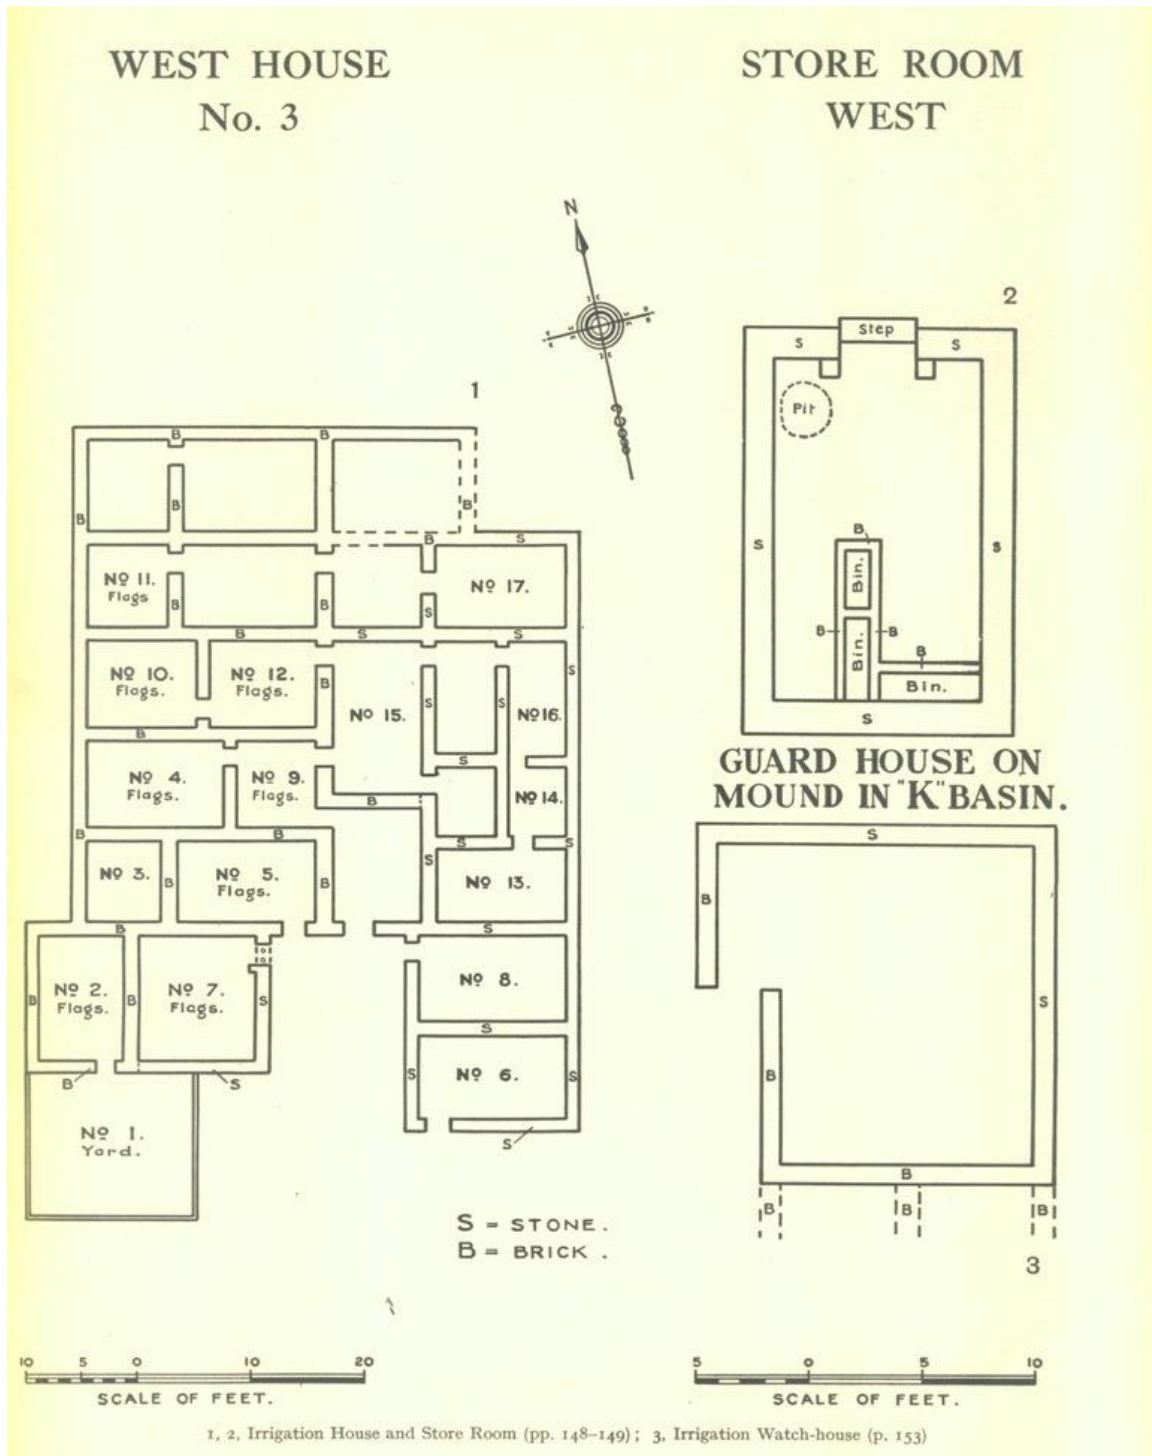 WEST HOUSE
No. 3
STORE ROOM
WEST
N
1
2
B
B
B
B
B
B
S
No 11.
Flags
B
B
S
No 17.
B
S
S
No 10.
Flags.
No 12.
Flags.
B
No 15.
S
S
No 16.
S
B
No 4.
Flags.
No 9.
Flags.
B
S
No 14.
B
B
S
S
No 3.
B
No 5.
Flags.
B
S
No 13.
B
S
B
No 2.
Flags.
B
No 7.
Flags.
S
No 8.
S
S
No 6.
S
B
S
S
No 1.
Yard.
Step
S
S
Pit
S
S
B
Bin.
B
B
Bin.
B
Bin.
S
GUARD HOUSE ON
MOUND IN "K" BASIN.
S
B
S
B
B
B
B
B
3
S = STONE.
B = BRICK.
10 5 0 10 20
SCALE OF FEET.
5 0 5 10
SCALE OF FEET.
1, 2, Irrigation House and Store Room (pp. 148–149); 3, Irrigation Watch-house (p. 153)